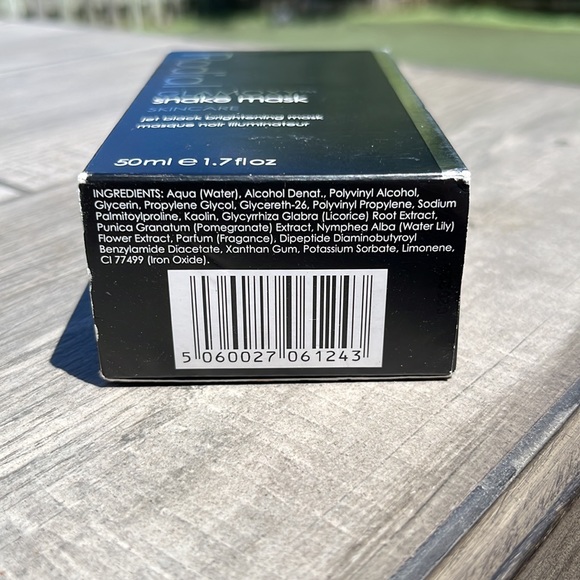 snake mask
SKINCARE
jet black brightening mask
masque noir illuminateur
50ml e 1.7floz
INGREDIENTS: Aqua (Water), Alcohol Denat., Polyvinyl Alcohol,
Glycerin, Propylene Glycol, Glycereth-26, Polyvinyl Propylene, Sodium
Palmitoylproline, Kaolin, Glycyrrhiza Glabra (Licorice) Root Extract,
Punica Granatum (Pomegranate) Extract, Nymphea Alba (Water Lily)
Flower Extract, Parfum (Fragance), Dipeptide Diaminobutyroyl
Benzylamide Diacetate, Xanthan Gum, Potassium Sorbate, Limonene,
CI 77499 (Iron Oxide).
5 060027 061243